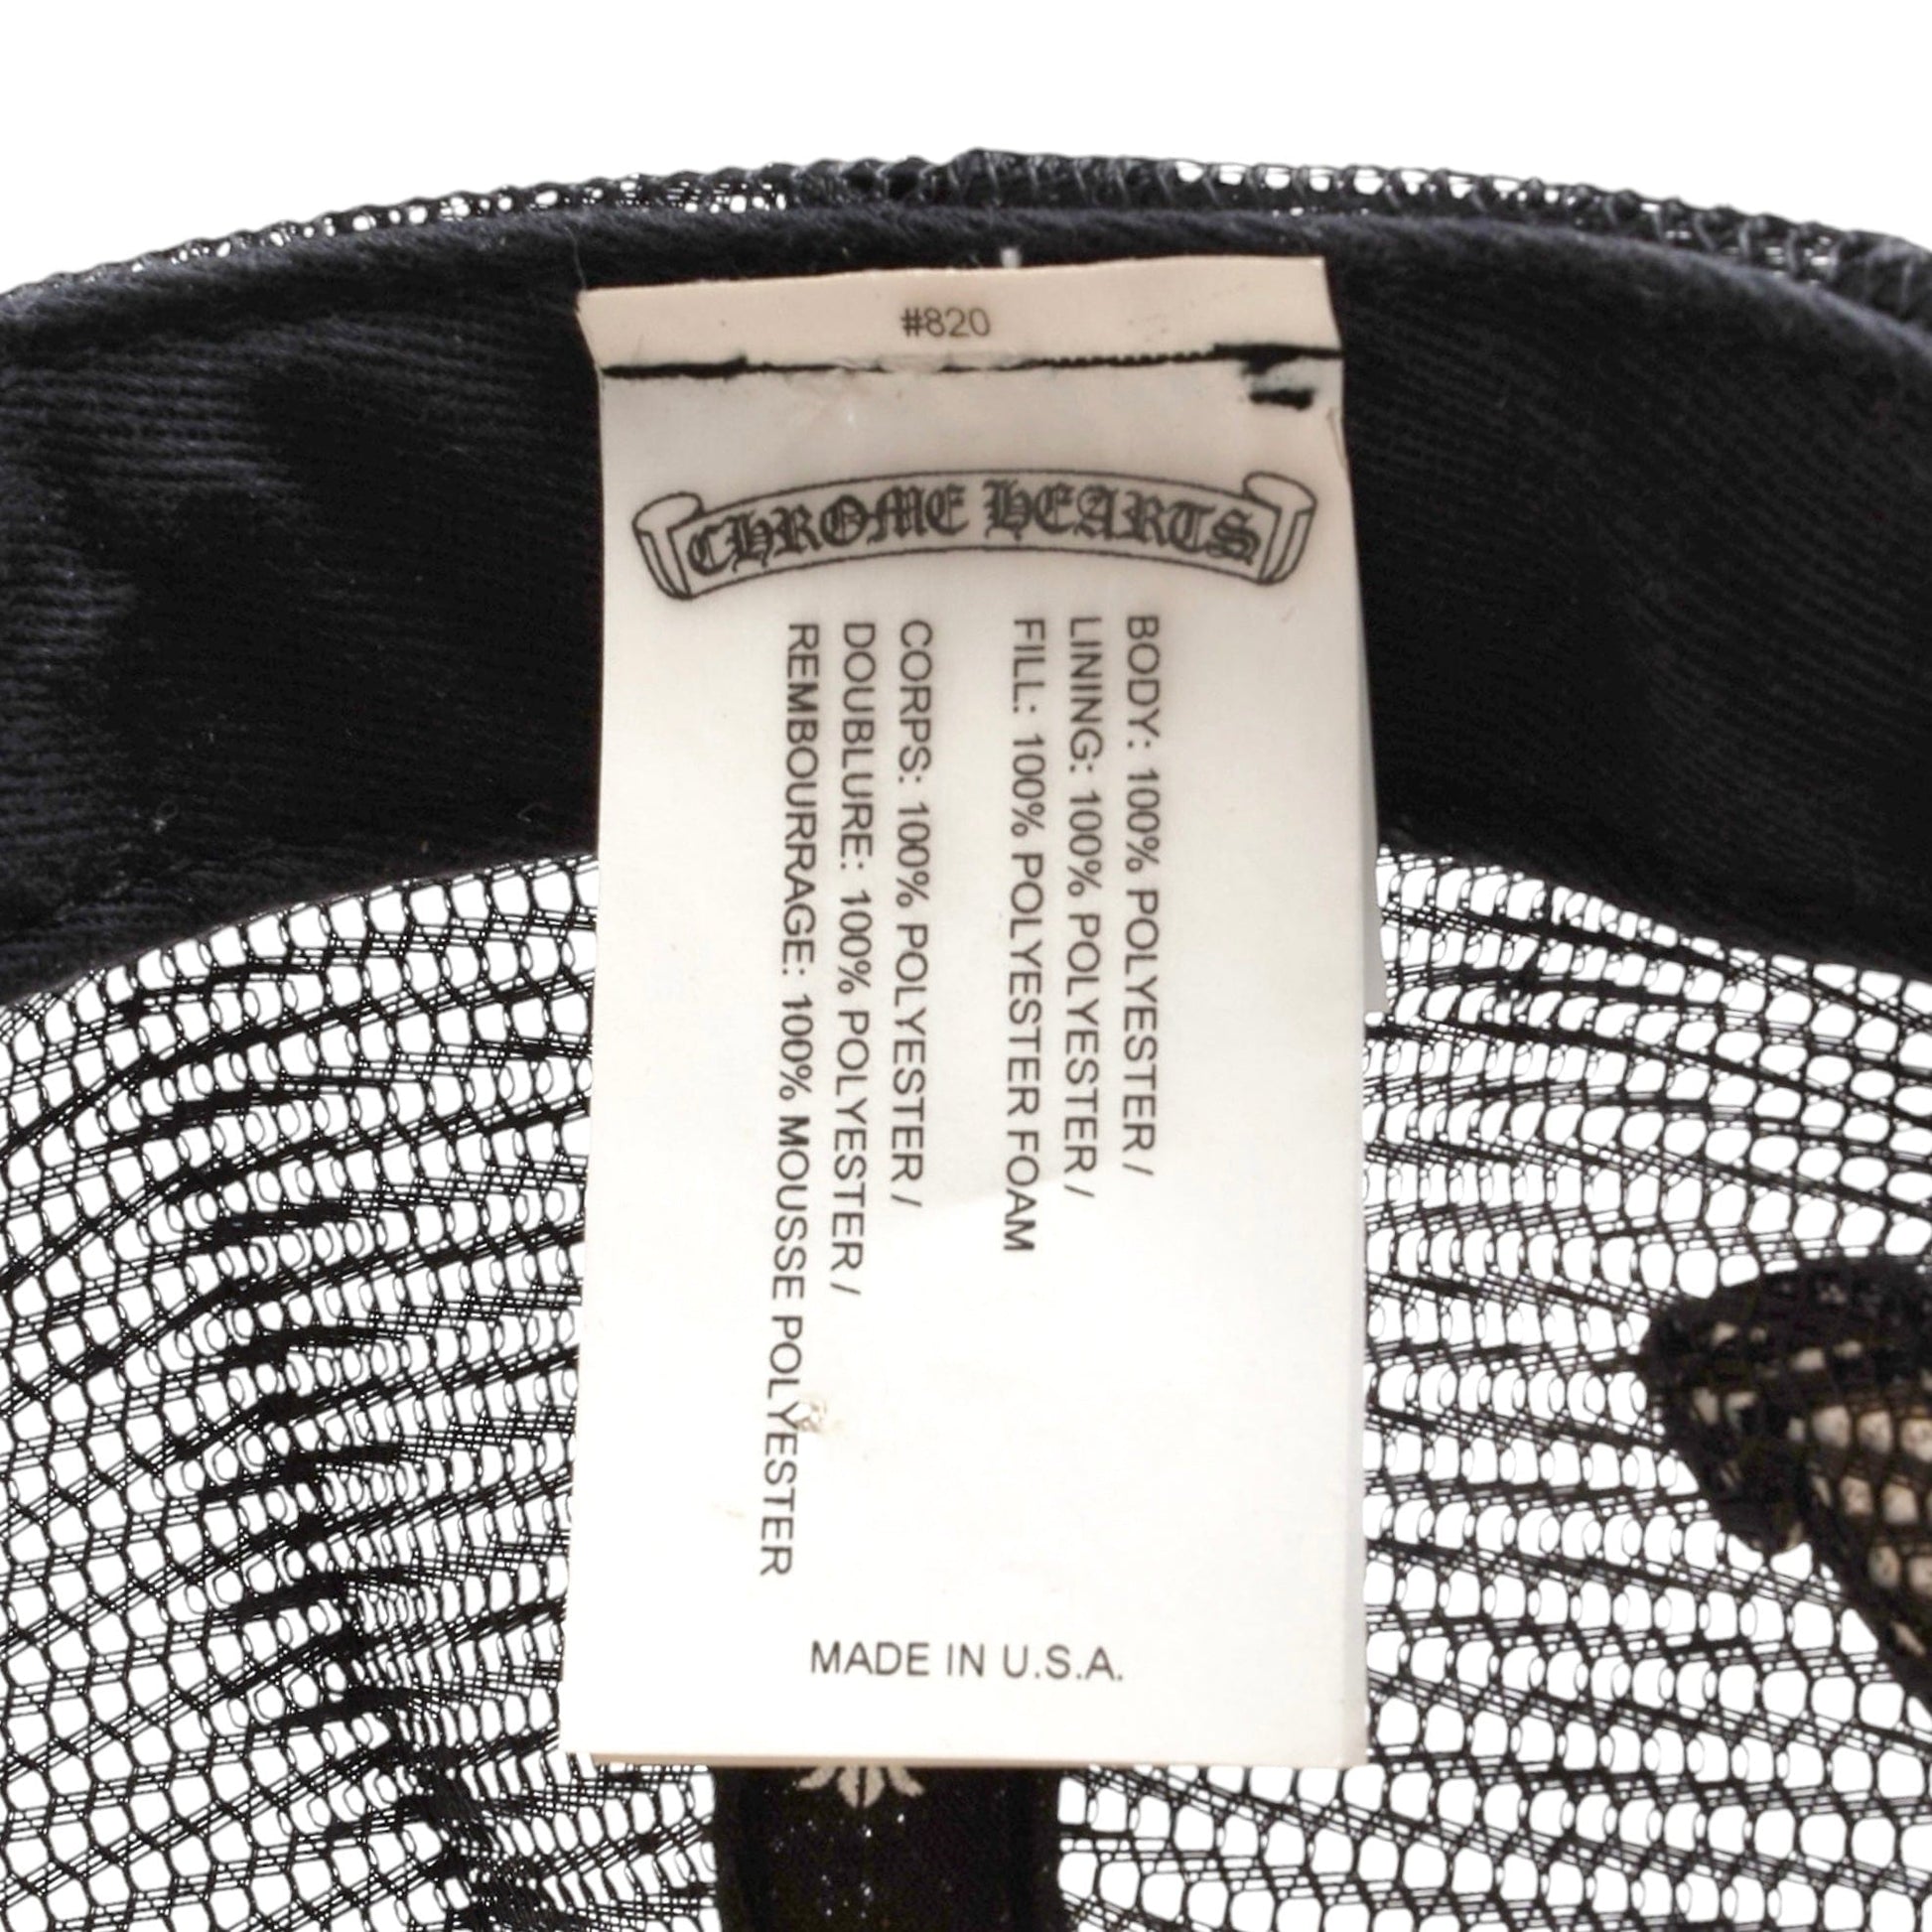 #820
CHROME HEARTS
BODY: 100% POLYESTER /
LINING: 100% POLYESTER /
FILL: 100% POLYESTER FOAM
CORPS: 100% POLYESTER /
DOUBLURE: 100% POLYESTER /
REMBOURRAGE: 100% MOUSSE POLYESTER
MADE IN U.S.A.